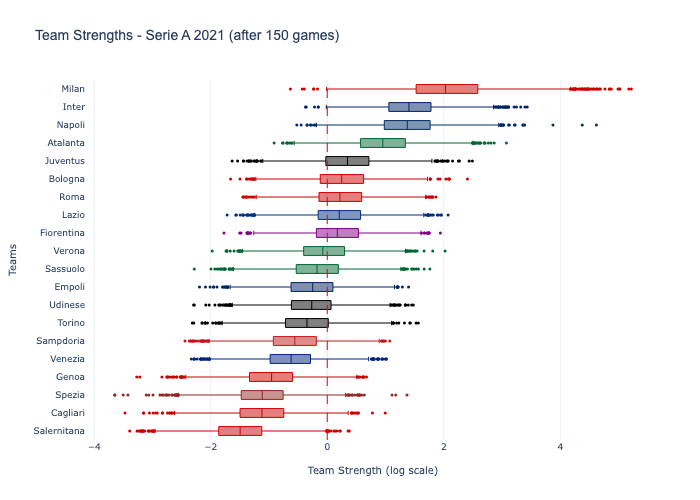 Team Strengths - Serie A 2021 (after 150 games)
Milan
Inter
Napoli
Atalanta
Juventus
Bologna
Roma
Lazio
Fiorentina
Verona
Sassuolo
Empoli
Udinese
Torino
Sampdoria
Venezia
Genoa
Spezia
Cagliari
Salernitana
Teams
−4 −2 0 2 4
Team Strength (log scale)